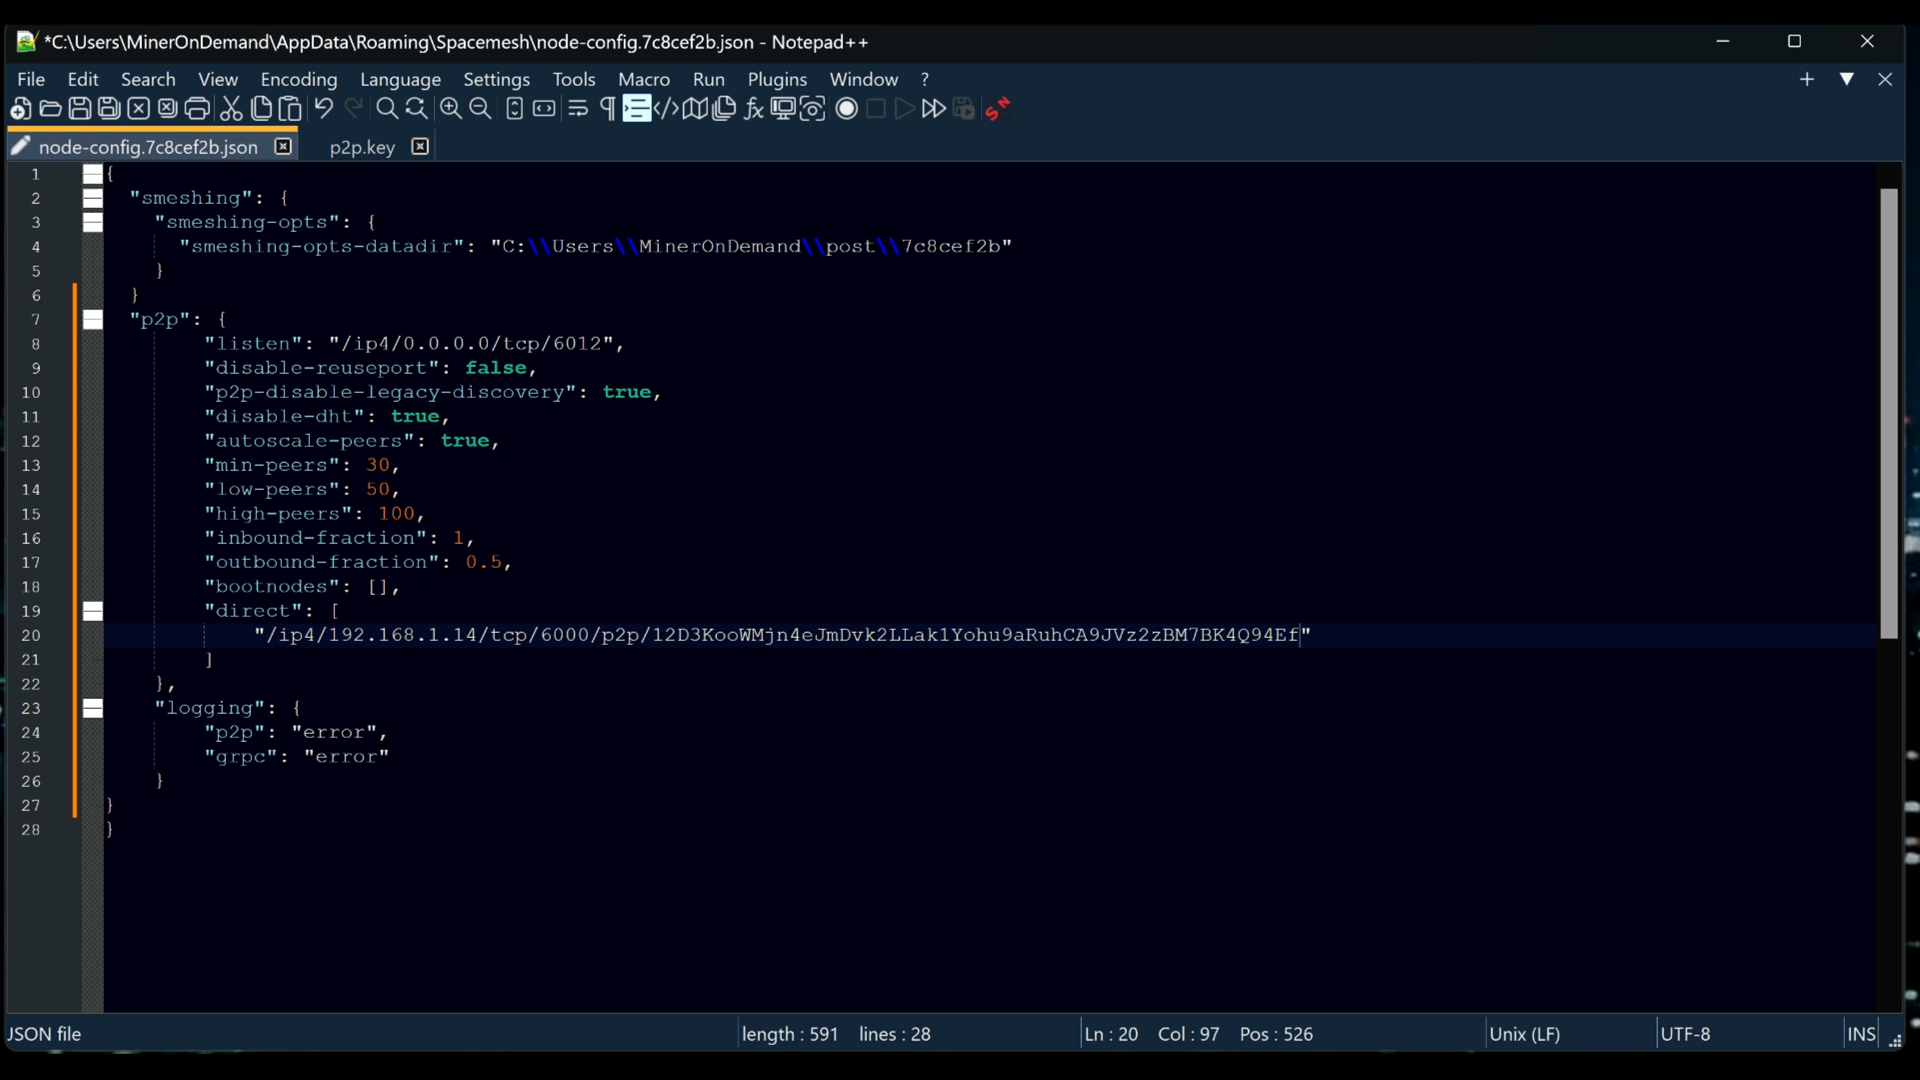 *C:\Users\MinerOnDemand\AppData\Roaming\Spacemesh\node-config.7c8cef2b.json - Notepad++
File Edit Search View Encoding Language Settings Tools Macro Run Plugins Window ?
node-config.7c8cef2b.json p2p.key
1 {
2 "smeshing": {
3 "smeshing-opts": {
4 "smeshing-opts-datadir": "C:\\Users\\MinerOnDemand\\post\\7c8cef2b"
5 }
6 }
7 "p2p": {
8 "listen": "/ip4/0.0.0.0/tcp/6012",
9 "disable-reuseport": false,
10 "p2p-disable-legacy-discovery": true,
11 "disable-dht": true,
12 "autoscale-peers": true,
13 "min-peers": 30,
14 "low-peers": 50,
15 "high-peers": 100,
16 "inbound-fraction": 1,
17 "outbound-fraction": 0.5,
18 "bootnodes": [],
19 "direct": [
20 "/ip4/192.168.1.14/tcp/6000/p2p/12D3KooWMjn4eJmDvk2LLak1Yohu9aRuhCA9JVz2zBM7BK4Q94Ef"
21 ]
22 },
23 "logging": {
24 "p2p": "error",
25 "grpc": "error"
26 }
27 }
28 }
JSON file length : 591 lines : 28 Ln : 20 Col : 97 Pos : 526 Unix (LF) UTF-8 INS